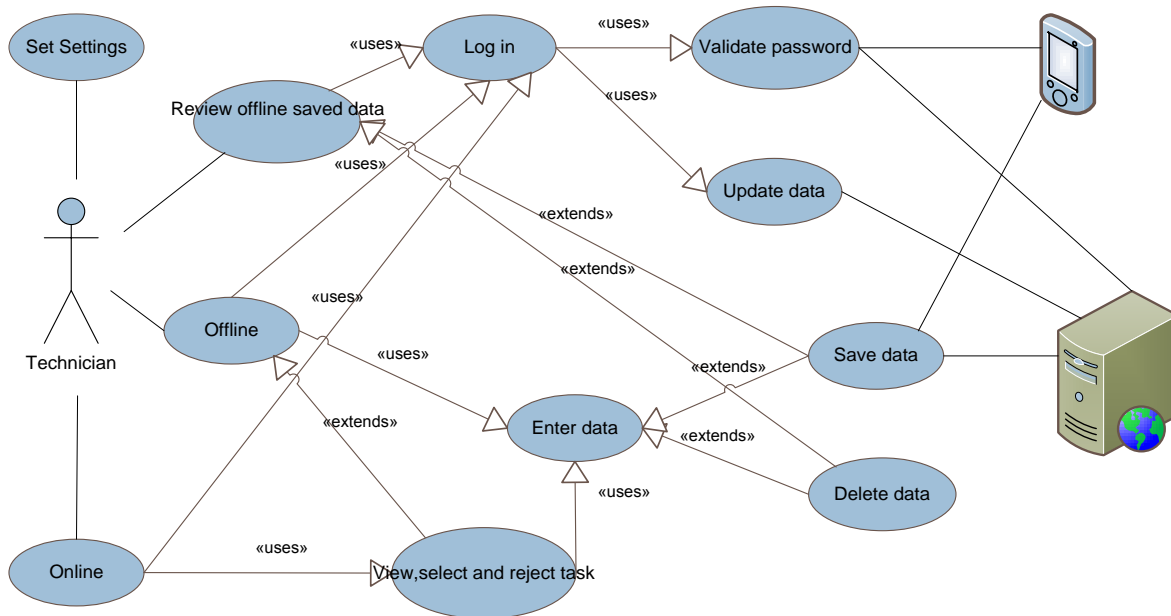 «uses»
Set Settings
«uses»
Log in
Validate password
«uses»
Review offline saved data
«uses»
Update data
«extends»
«extends»
«uses»
Offline
Technician
«uses»
Save data
«extends»
«extends»
Enter data
«extends»
«uses»
Delete data
«uses»
Online
View,select and reject task